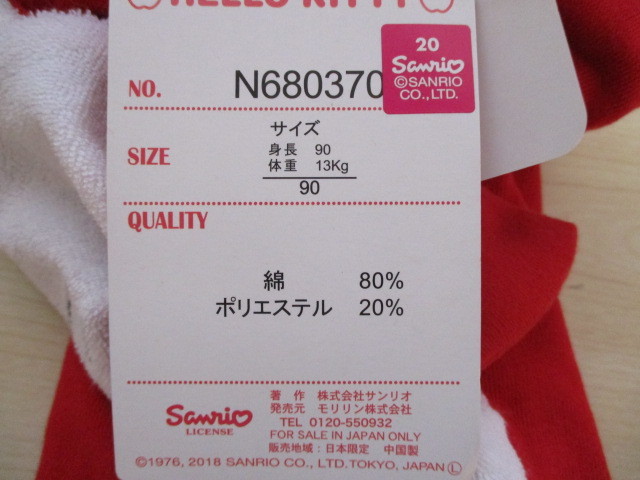 HELLO KITTY
20
Sanrio
©SANRIO
CO.,LTD.
NO. N680370
サイズ
SIZE
身長 90
体重 13Kg
90
QUALITY
綿 80%
ポリエステル 20%
Sanrio
LICENSE
著 作 株式会社サンリオ
発売元 モリリン株式会社
TEL 0120-550932
FOR SALE IN JAPAN ONLY
販売地域：日本限定 中国製
©1976, 2018 SANRIO CO., LTD.TOKYO, JAPAN Ⓛ